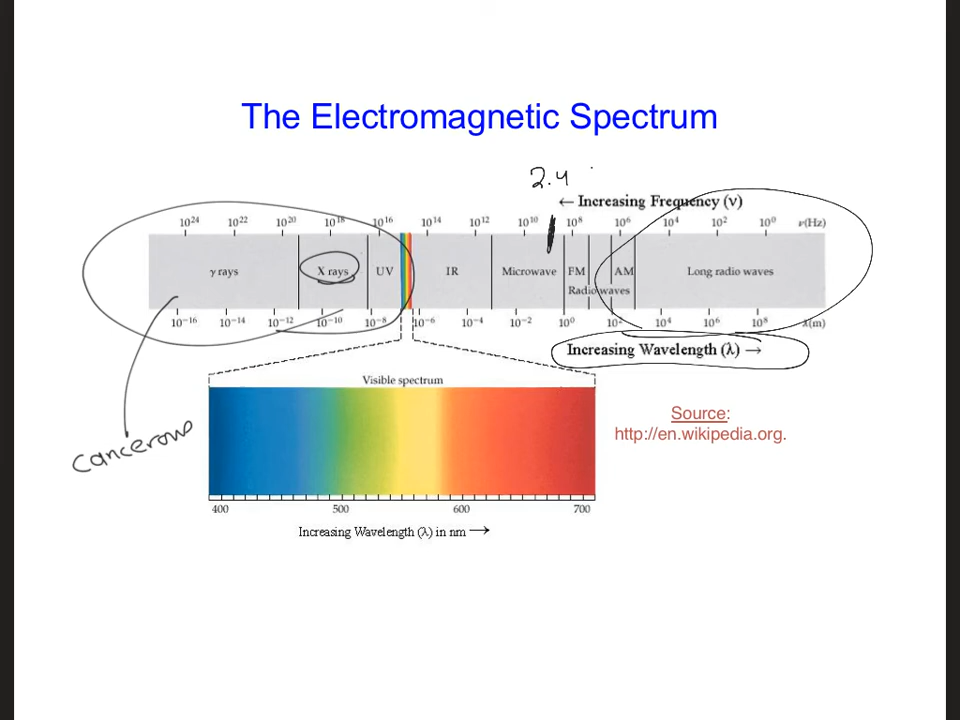 The Electromagnetic Spectrum
2.4
← Increasing Frequency (ν)
10²⁴ 10²² 10²⁰ 10¹⁸ 10¹⁶ 10¹⁴ 10¹² 10¹⁰ 10⁸ 10⁶ 10⁴ 10² 10⁰ ν(Hz)
γ rays X rays UV IR Microwave FM AM Long radio waves
Radio waves
10⁻¹⁶ 10⁻¹⁴ 10⁻¹² 10⁻¹⁰ 10⁻⁸ 10⁻⁶ 10⁻⁴ 10⁻² 10⁰ 10² 10⁴ 10⁶ 10⁸ λ(m)
Increasing Wavelength (λ) →
Visible spectrum
Source:
http://en.wikipedia.org.
cancerous
400 500 600 700
Increasing Wavelength (λ) in nm →